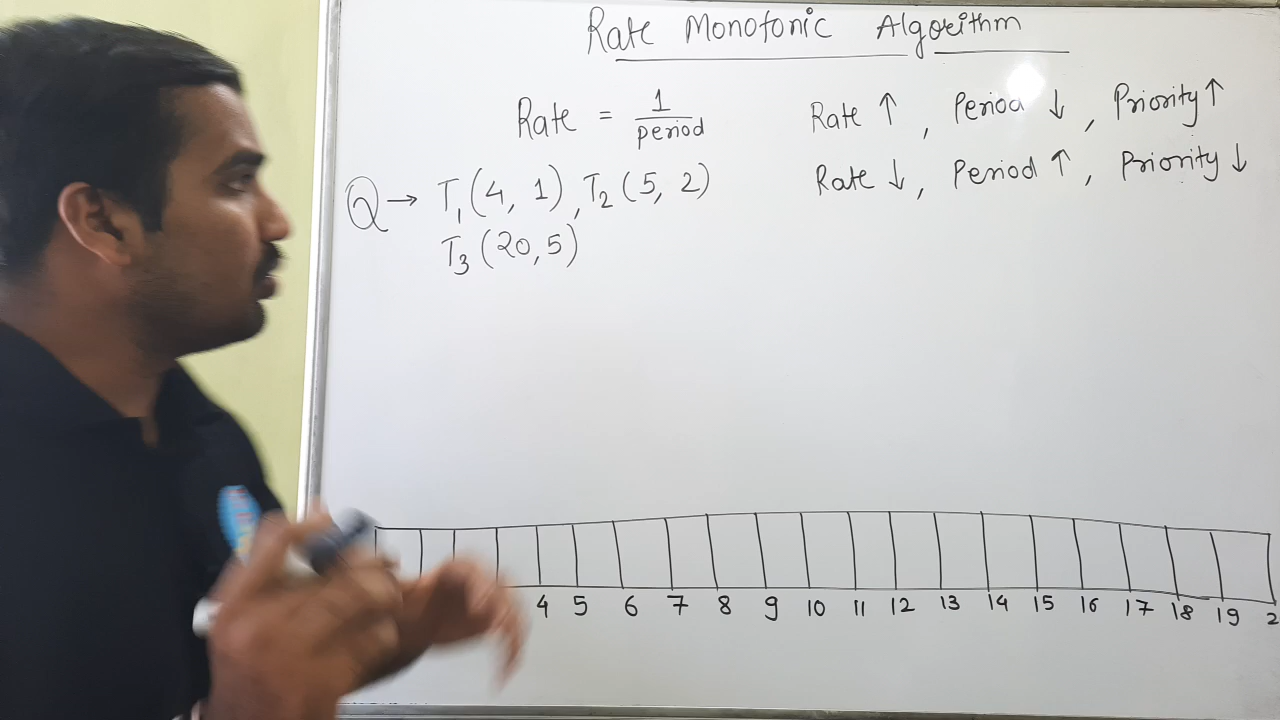 Rate Monotonic Algorithm
Rate = 1/period
Rate ↑, Period ↓, Priority ↑
Rate ↓, Period ↑, Priority ↓
Q → T₁(4, 1), T₂(5, 2)
T₃(20, 5)
4 5 6 7 8 9 10 11 12 13 14 15 16 17 18 19 2